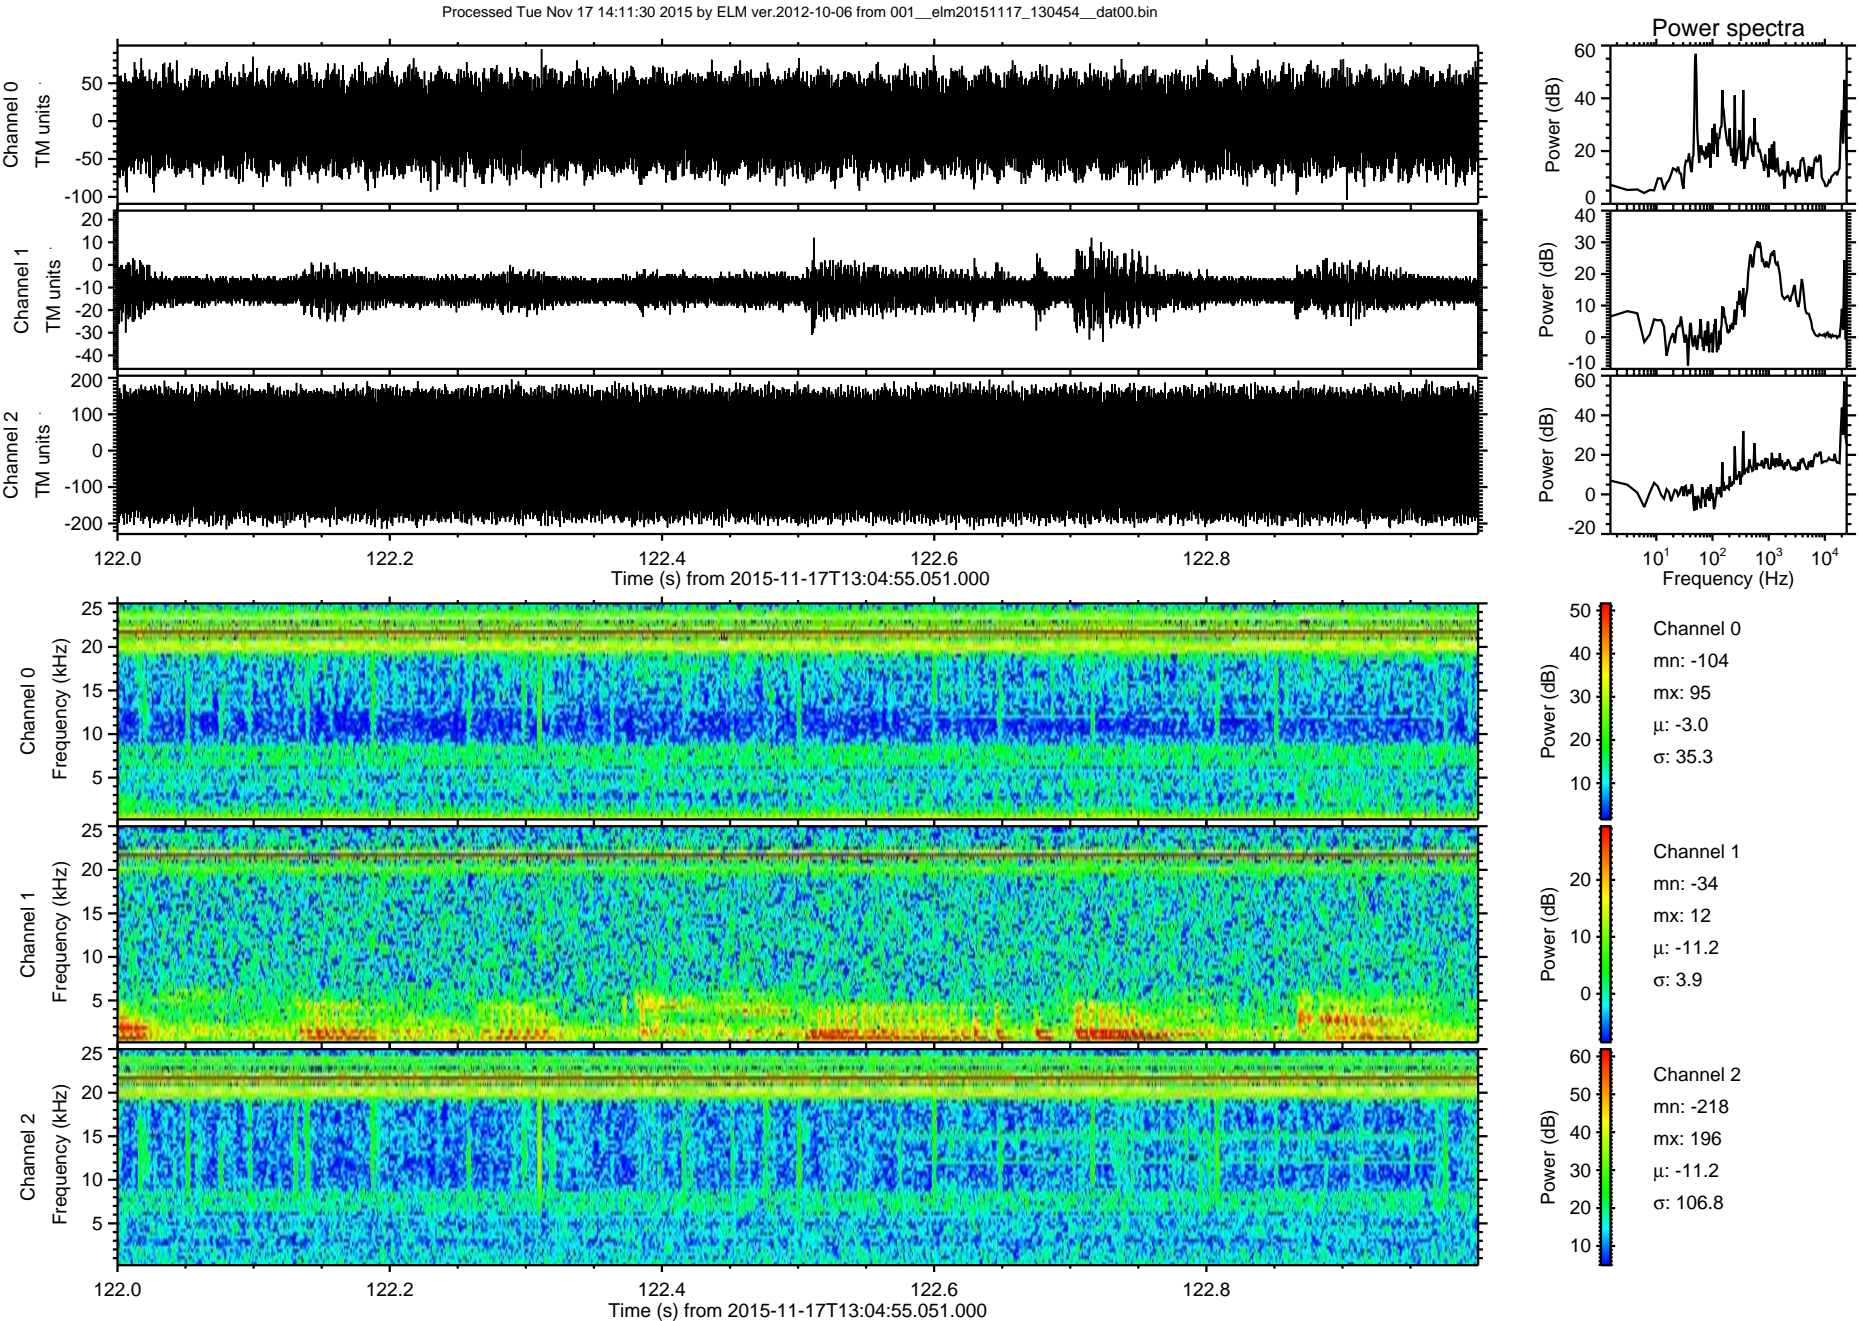 Processed Tue Nov 17 14:11:30 2015 by ELM ver.2012-10-06 from 001__elm20151117_130454__dat00.bin
Power spectra
Channel 0
TM units
50
0
-50
-100
Power (dB)
60
40
20
0
Channel 1
TM units
20
10
0
-10
-20
-30
-40
Power (dB)
40
30
20
10
0
-10
Channel 2
TM units
200
100
0
-100
-200
Power (dB)
60
40
20
0
-20
122.0 122.2 122.4 122.6 122.8
Time (s) from 2015-11-17T13:04:55.051.000
10¹ 10² 10³ 10⁴
Frequency (Hz)
Channel 0
Frequency (kHz)
25
20
15
10
5
Power (dB)
50
40
30
20
10
Channel 0
mn: -104
mx: 95
μ: -3.0
σ: 35.3
Channel 1
Frequency (kHz)
25
20
15
10
5
Power (dB)
20
10
0
Channel 1
mn: -34
mx: 12
μ: -11.2
σ: 3.9
Channel 2
Frequency (kHz)
25
20
15
10
5
Power (dB)
60
50
40
30
20
10
Channel 2
mn: -218
mx: 196
μ: -11.2
σ: 106.8
122.0 122.2 122.4 122.6 122.8
Time (s) from 2015-11-17T13:04:55.051.000